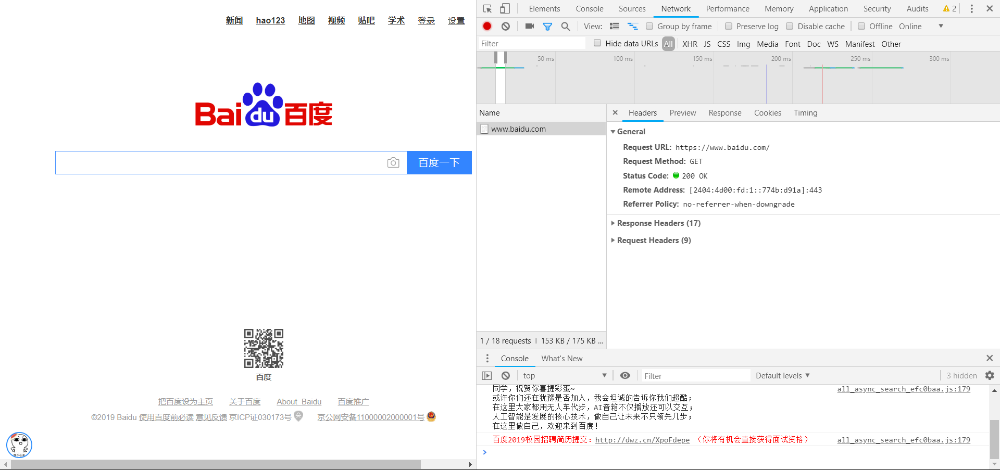 新闻 hao123 地图 视频 贴吧 学术 登录 设置
Bai du 百度
百度一下
百度
把百度设为主页 关于百度 About Baidu 百度推广
©2019 Baidu 使用百度前必读 意见反馈 京ICP证030173号 京公网安备11000002000001号
Elements Console Sources Network Performance Memory Application Security Audits 2
View: Group by frame Preserve log Disable cache Offline Online
Filter Hide data URLs All XHR JS CSS Img Media Font Doc WS Manifest Other
50 ms 100 ms 150 ms 200 ms 250 ms 300 ms
Name
www.baidu.com
1 / 18 requests | 153 KB / 175 KB ...
Headers Preview Response Cookies Timing
General
Request URL: https://www.baidu.com/
Request Method: GET
Status Code: 200 OK
Remote Address: [2404:4d00:fd:1::774b:d91a]:443
Referrer Policy: no-referrer-when-downgrade
Response Headers (17)
Request Headers (9)
Console What's New
top Filter Default levels 3 hidden
同学，祝贺你喜提彩蛋~ all_async_search_efc0baa.js:179
或许你们还在犹豫是否加入，我会坦诚的告诉你我们超酷；
在这里大家都用无人车代步，AI音箱不仅播放还可以交互；
人工智能是发展的核心技术，做自己让未来不只领先几步；
在这里做自己，欢迎来到百度！
百度2019校园招聘简历提交：http://dwz.cn/XpoFdepe （你将有机会直接获得面试资格） all_async_search_efc0baa.js:179